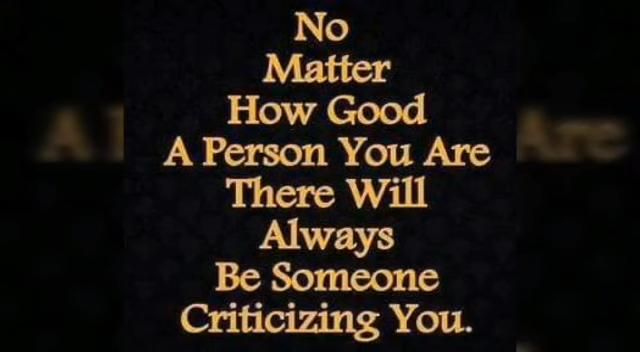 No
Matter
How Good
A Person You Are
There Will
Always
Be Someone
Criticizing You.